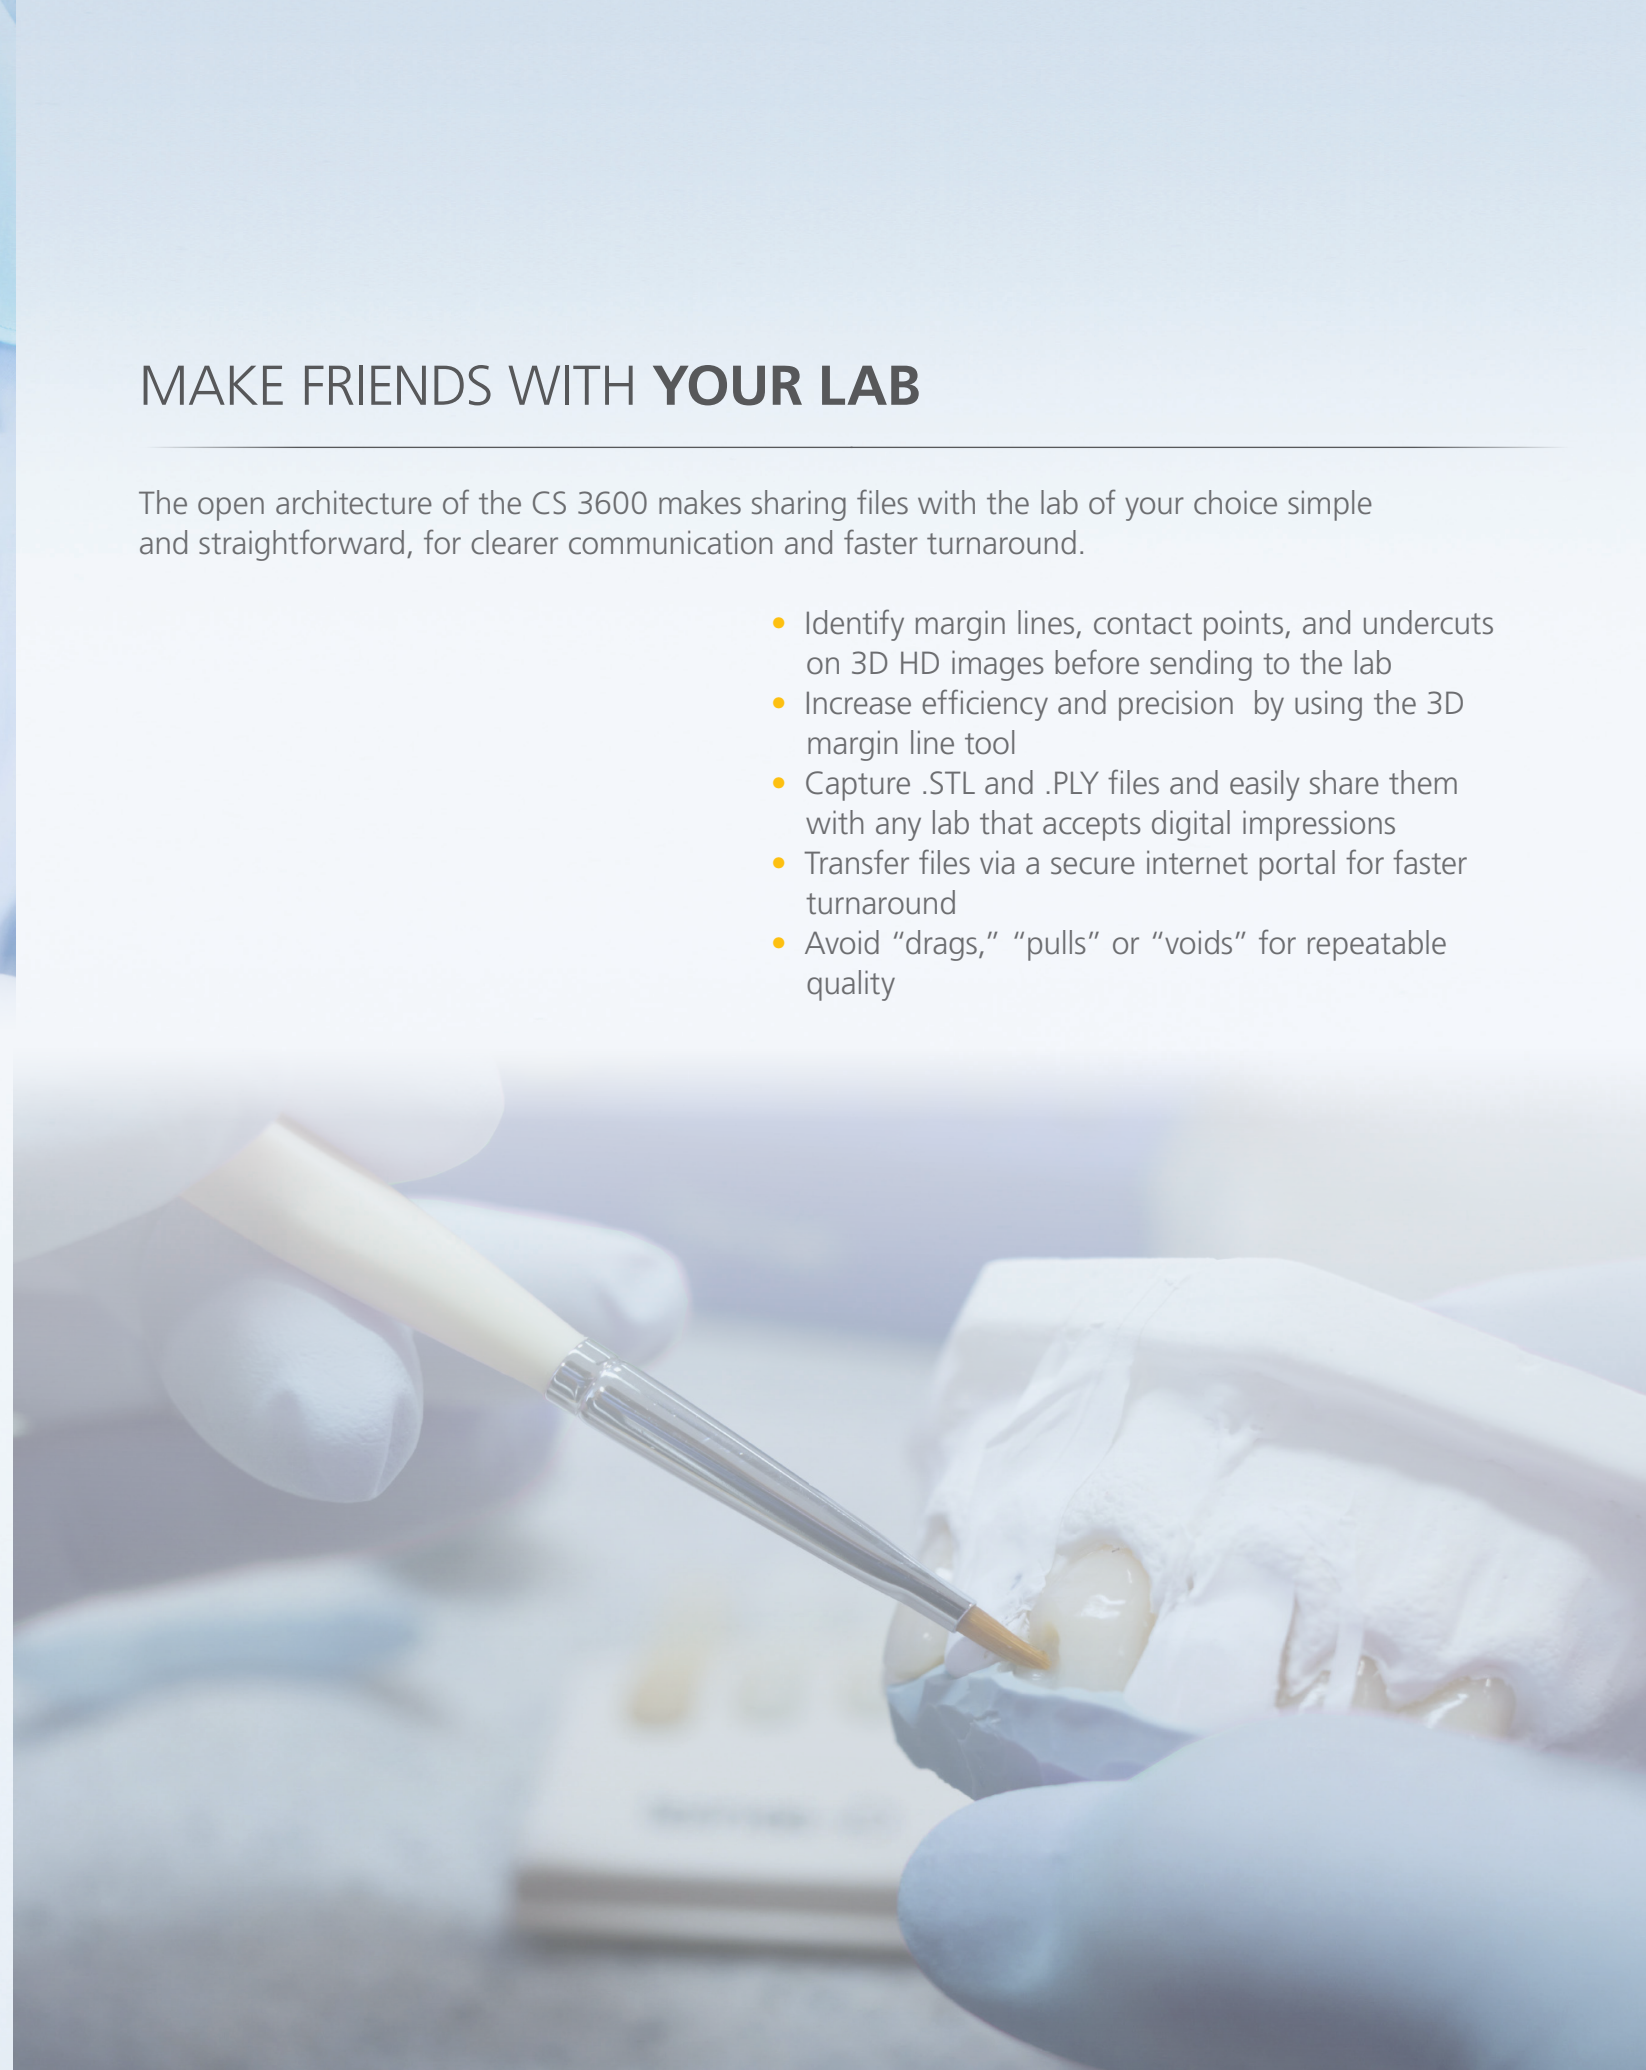 MAKE FRIENDS WITH YOUR LAB
The open architecture of the CS 3600 makes sharing files with the lab of your choice simple
and straightforward, for clearer communication and faster turnaround.
• Identify margin lines, contact points, and undercuts
on 3D HD images before sending to the lab
• Increase efficiency and precision  by using the 3D
margin line tool
• Capture .STL and .PLY files and easily share them
with any lab that accepts digital impressions
• Transfer files via a secure internet portal for faster
turnaround
• Avoid “drags,” “pulls” or “voids” for repeatable
quality